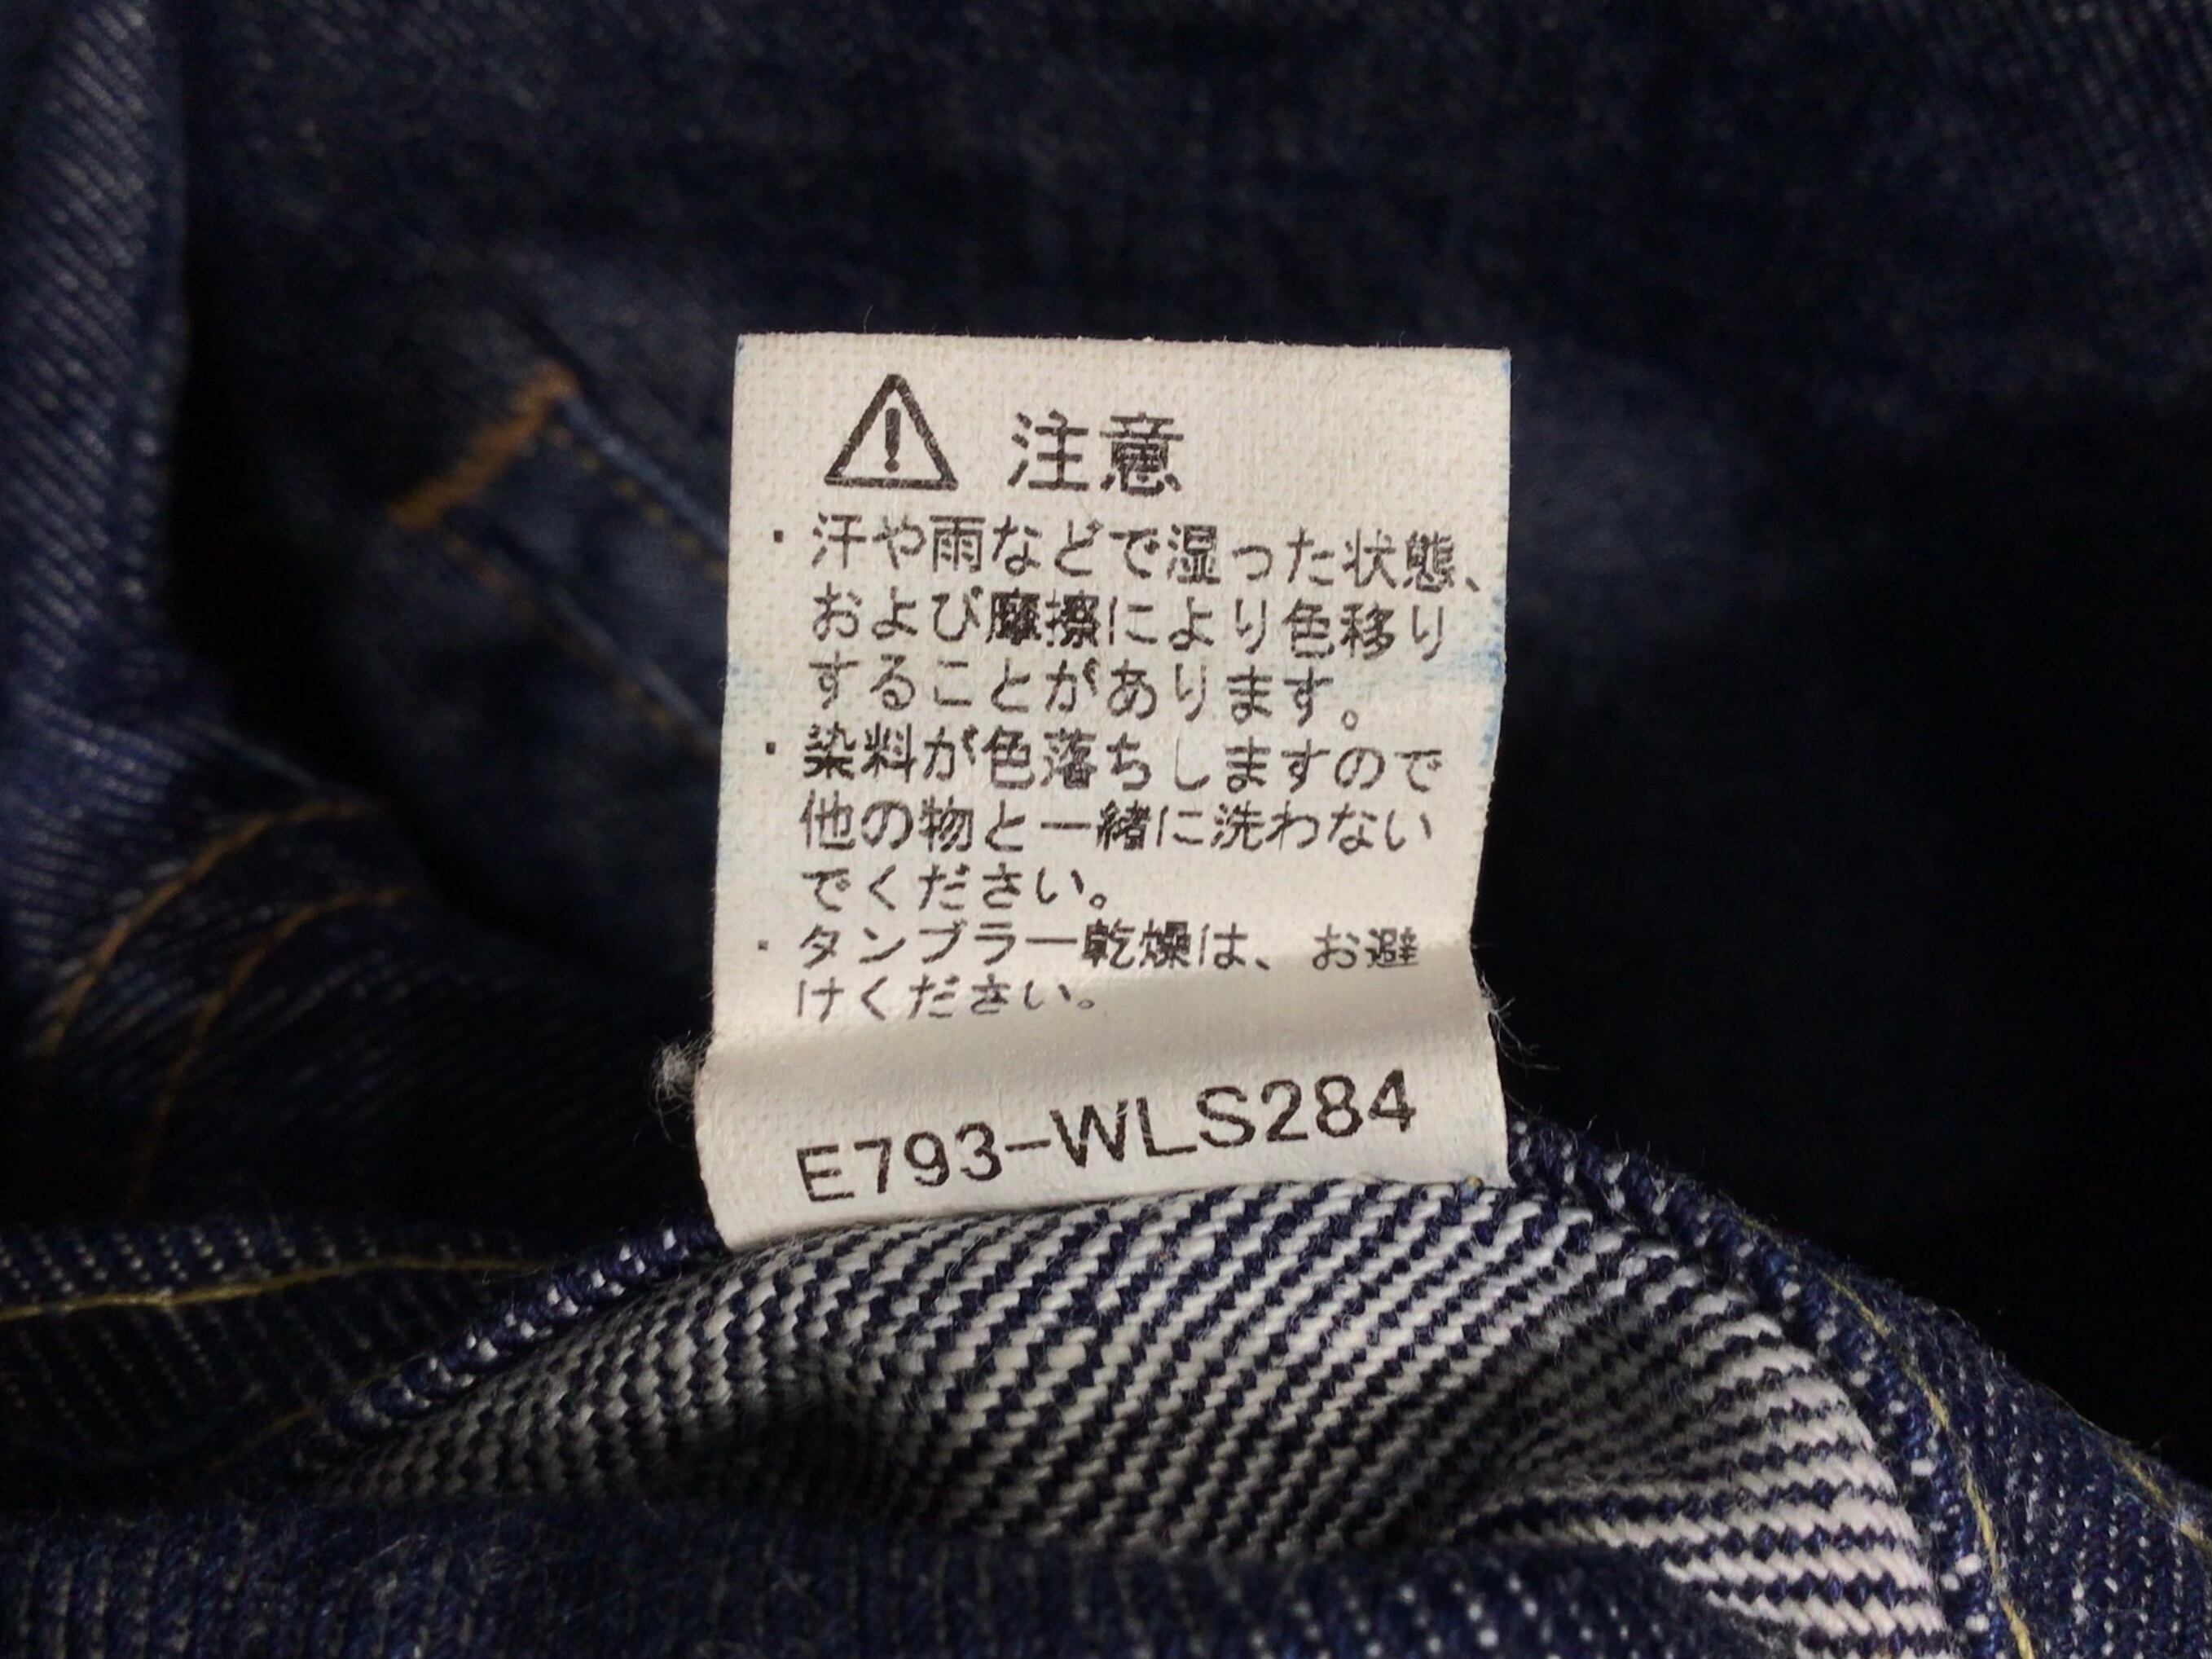 注意
・汗や雨などで湿った状態、
および摩擦により色移り
することがあります。
・染料が色落ちしますので
他の物と一緒に洗わない
でください。
・タンブラー乾燥は、お避
けください。
E793-WLS284